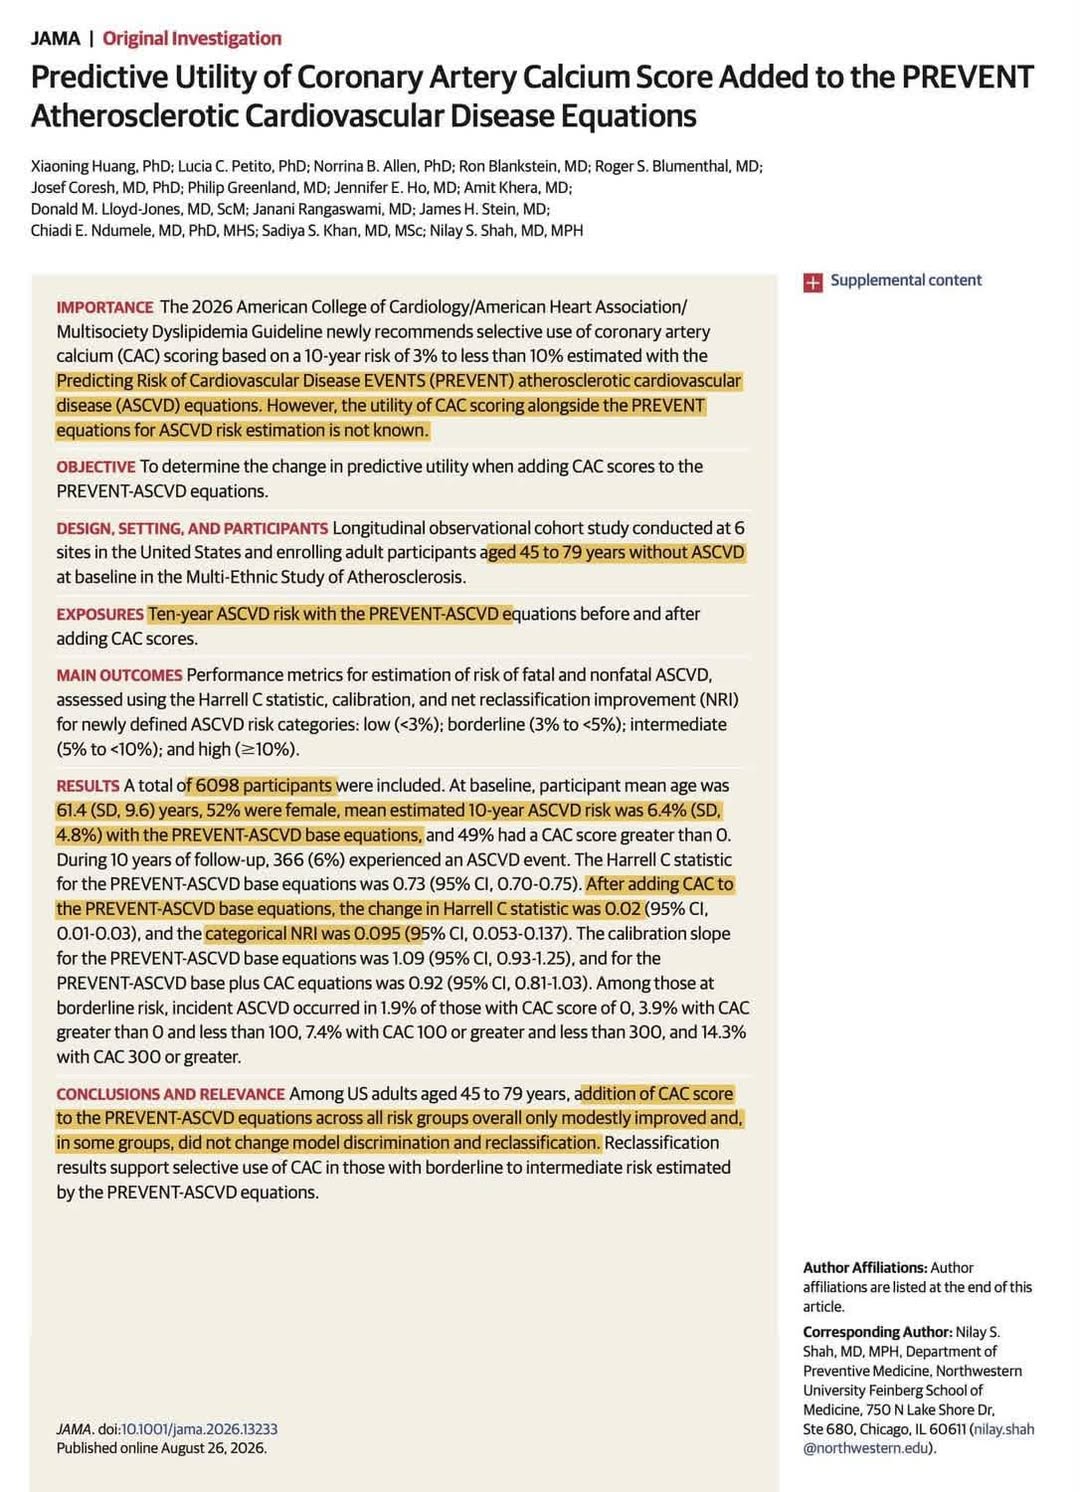 JAMA | Original Investigation
Predictive Utility of Coronary Artery Calcium Score Added to the PREVENT
Atherosclerotic Cardiovascular Disease Equations
Xiaoning Huang, PhD; Lucia C. Petito, PhD; Norrina B. Allen, PhD; Ron Blankstein, MD; Roger S. Blumenthal, MD;
Josef Coresh, MD, PhD; Philip Greenland, MD; Jennifer E. Ho, MD; Amit Khera, MD;
Donald M. Lloyd-Jones, MD, ScM; Janani Rangaswami, MD; James H. Stein, MD;
Chiadi E. Ndumele, MD, PhD, MHS; Sadiya S. Khan, MD, MSc; Nilay S. Shah, MD, MPH
Supplemental content
IMPORTANCE The 2026 American College of Cardiology/American Heart Association/
Multisociety Dyslipidemia Guideline newly recommends selective use of coronary artery
calcium (CAC) scoring based on a 10-year risk of 3% to less than 10% estimated with the
Predicting Risk of Cardiovascular Disease EVENTS (PREVENT) atherosclerotic cardiovascular
disease (ASCVD) equations. However, the utility of CAC scoring alongside the PREVENT
equations for ASCVD risk estimation is not known.
OBJECTIVE To determine the change in predictive utility when adding CAC scores to the
PREVENT-ASCVD equations.
DESIGN, SETTING, AND PARTICIPANTS Longitudinal observational cohort study conducted at 6
sites in the United States and enrolling adult participants aged 45 to 79 years without ASCVD
at baseline in the Multi-Ethnic Study of Atherosclerosis.
EXPOSURES Ten-year ASCVD risk with the PREVENT-ASCVD equations before and after
adding CAC scores.
MAIN OUTCOMES Performance metrics for estimation of risk of fatal and nonfatal ASCVD,
assessed using the Harrell C statistic, calibration, and net reclassification improvement (NRI)
for newly defined ASCVD risk categories: low (<3%); borderline (3% to <5%); intermediate
(5% to <10%); and high (≥10%).
RESULTS A total of 6098 participants were included. At baseline, participant mean age was
61.4 (SD, 9.6) years, 52% were female, mean estimated 10-year ASCVD risk was 6.4% (SD,
4.8%) with the PREVENT-ASCVD base equations, and 49% had a CAC score greater than 0.
During 10 years of follow-up, 366 (6%) experienced an ASCVD event. The Harrell C statistic
for the PREVENT-ASCVD base equations was 0.73 (95% CI, 0.70-0.75). After adding CAC to
the PREVENT-ASCVD base equations, the change in Harrell C statistic was 0.02 (95% CI,
0.01-0.03), and the categorical NRI was 0.095 (95% CI, 0.053-0.137). The calibration slope
for the PREVENT-ASCVD base equations was 1.09 (95% CI, 0.93-1.25), and for the
PREVENT-ASCVD base plus CAC equations was 0.92 (95% CI, 0.81-1.03). Among those at
borderline risk, incident ASCVD occurred in 1.9% of those with CAC score of 0, 3.9% with CAC
greater than 0 and less than 100, 7.4% with CAC 100 or greater and less than 300, and 14.3%
with CAC 300 or greater.
CONCLUSIONS AND RELEVANCE Among US adults aged 45 to 79 years, addition of CAC score
to the PREVENT-ASCVD equations across all risk groups overall only modestly improved and,
in some groups, did not change model discrimination and reclassification. Reclassification
results support selective use of CAC in those with borderline to intermediate risk estimated
by the PREVENT-ASCVD equations.
JAMA. doi:10.1001/jama.2026.13233
Published online August 26, 2026.
Author Affiliations: Author
affiliations are listed at the end of this
article.
Corresponding Author: Nilay S.
Shah, MD, MPH, Department of
Preventive Medicine, Northwestern
University Feinberg School of
Medicine, 750 N Lake Shore Dr,
Ste 680, Chicago, IL 60611 (nilay.shah
@northwestern.edu).